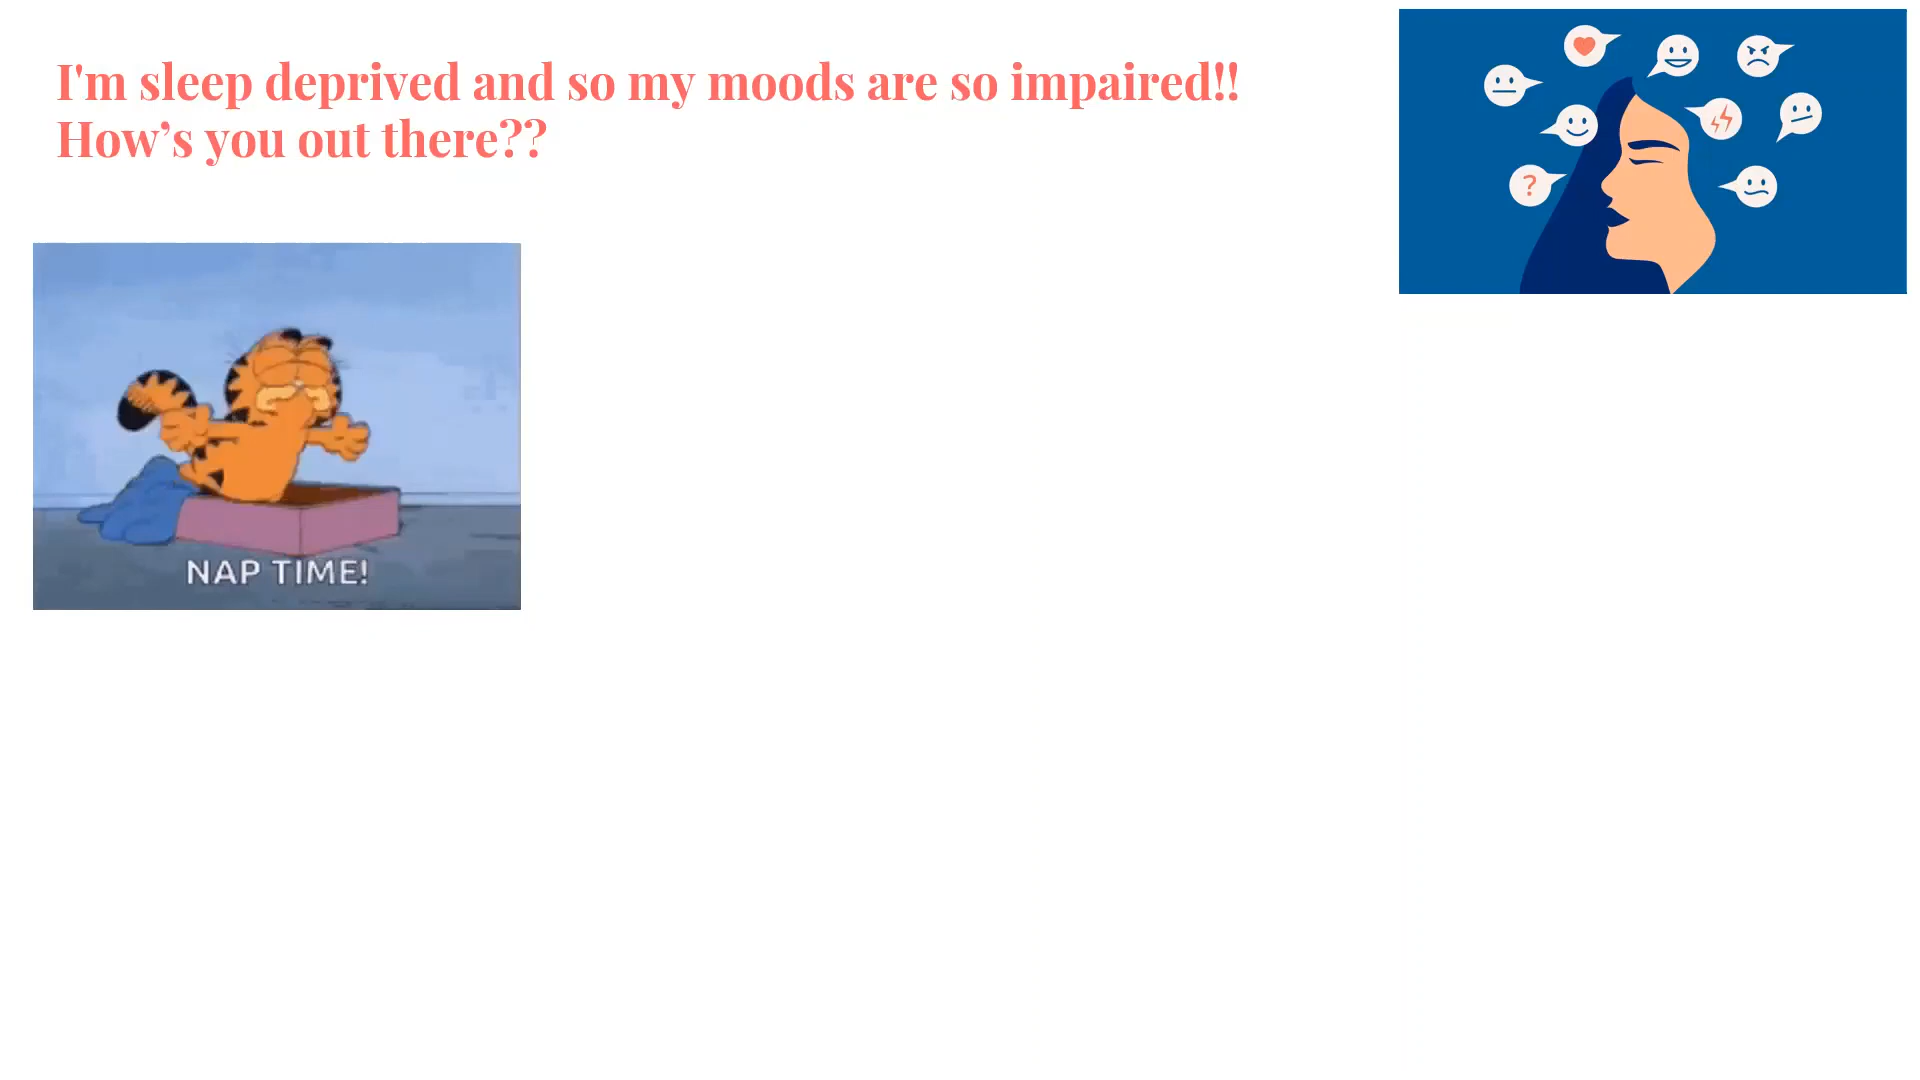 I'm sleep deprived and so my moods are so impaired!!
How’s you out there??
?
NAP TIME!